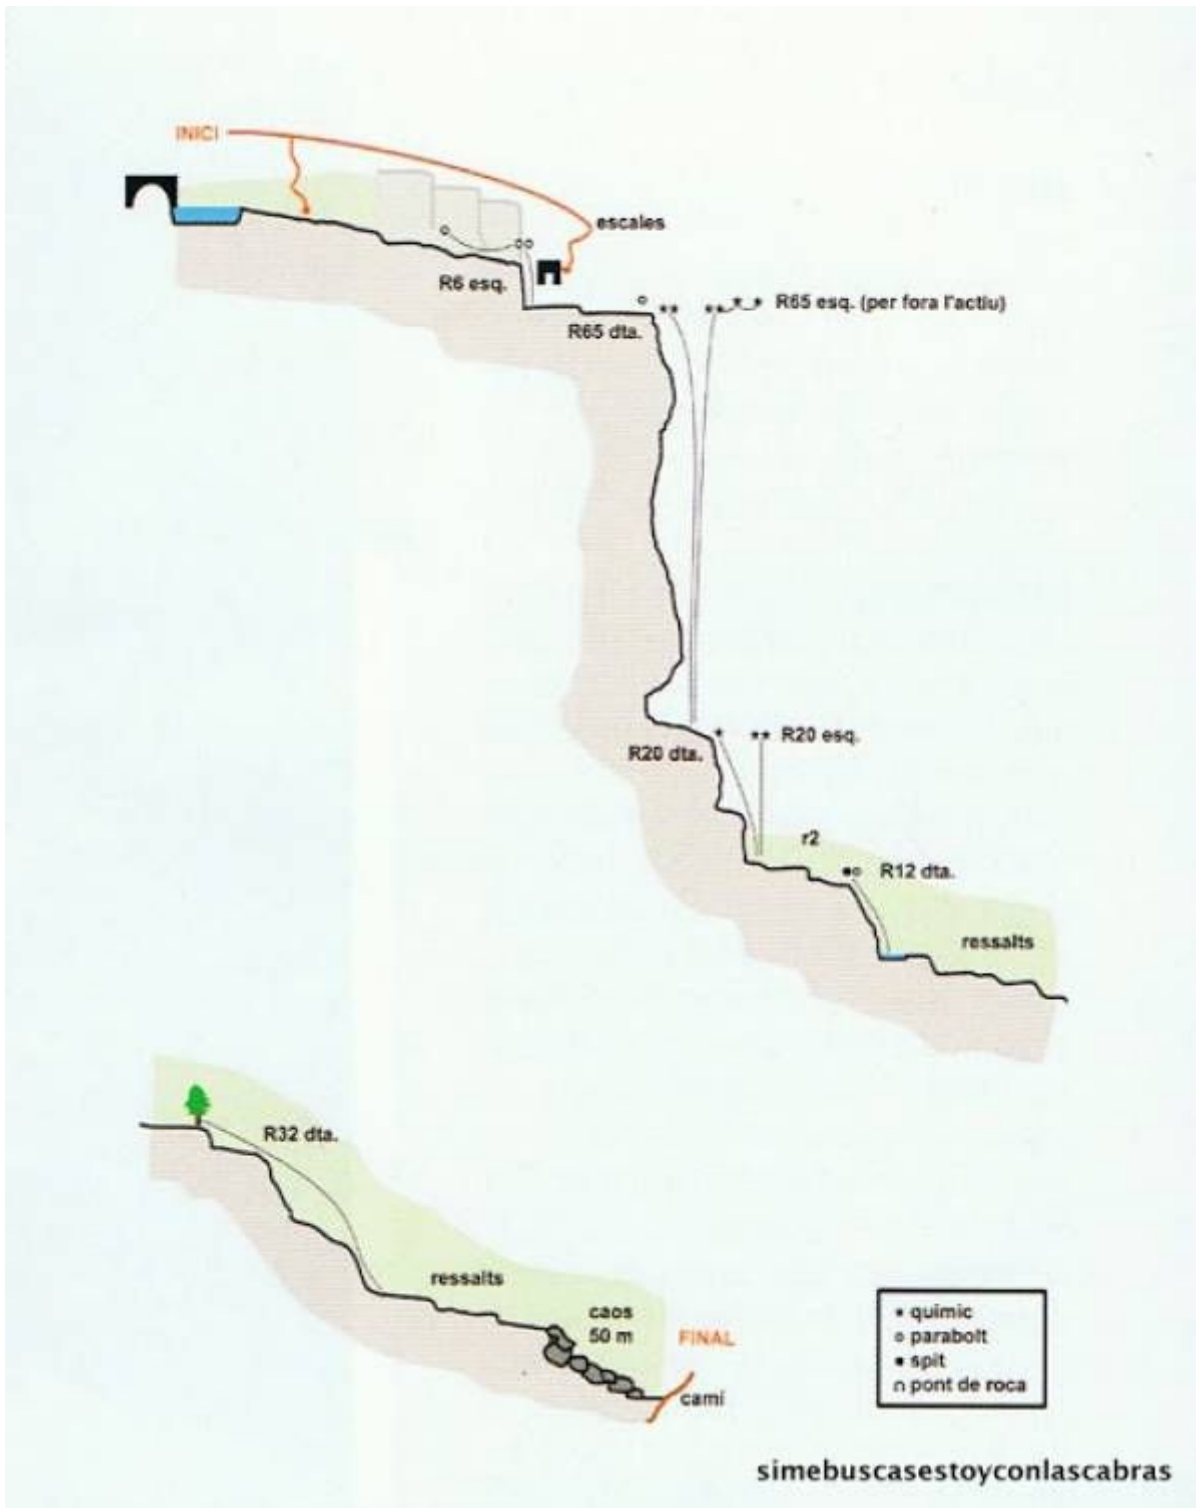 INICI
escales
R6 esq.
R65 esq. (per fora l'actiu)
R65 dta.
R20 esq.
R20 dta.
r2
R12 dta.
ressalts
R32 dta.
ressalts
caos
50 m
FINAL
camí
químic
parabolt
spit
pont de roca
simebuscasestoyconlascabras